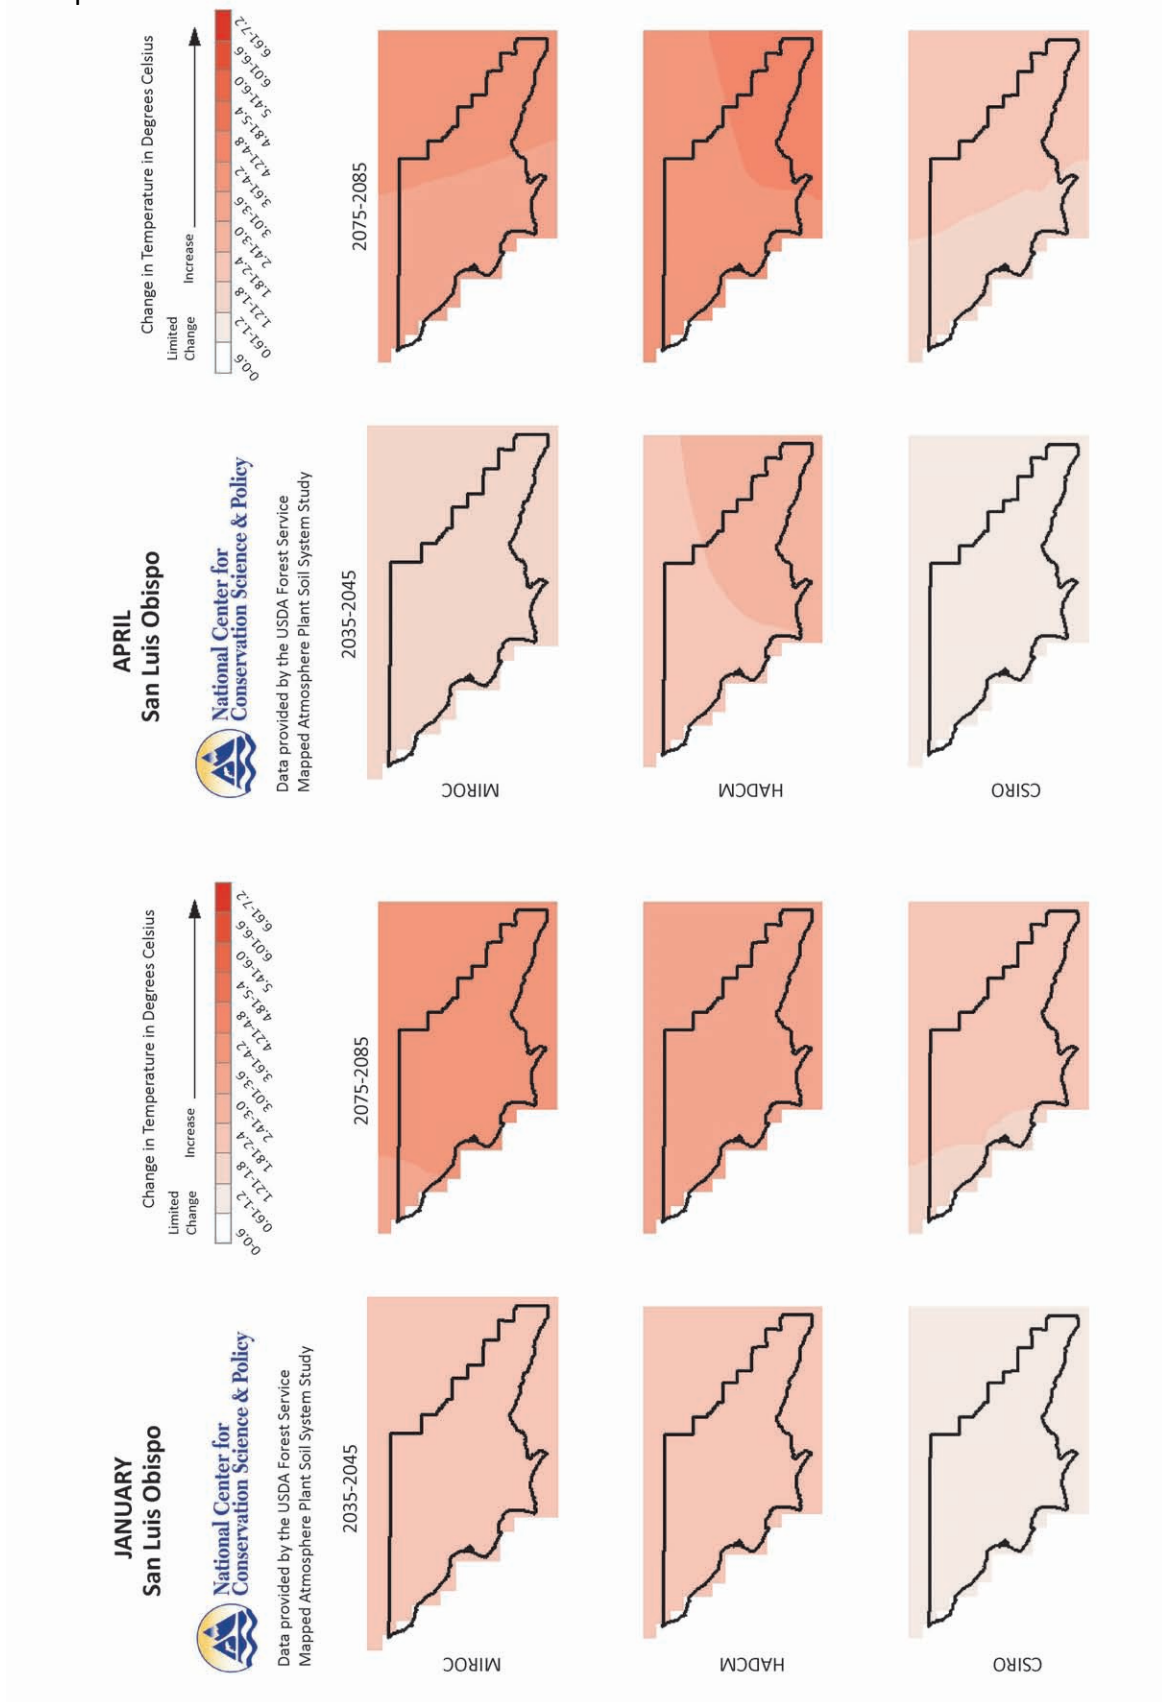 JANUARY
San Luis Obispo
National Center for
Conservation Science & Policy
Data provided by the USDA Forest Service
Mapped Atmosphere Plant Soil System Study
Change in Temperature in Degrees Celsius
Limited
Change
Increase
0-0.6
0.61-1.2
1.21-1.8
1.81-2.4
2.41-3.0
3.01-3.6
3.61-4.2
4.21-4.8
4.81-5.4
5.41-6.0
6.01-6.6
6.61-7.2
2035-2045
2075-2085
MIROC
HADCM
CSIRO
APRIL
San Luis Obispo
National Center for
Conservation Science & Policy
Data provided by the USDA Forest Service
Mapped Atmosphere Plant Soil System Study
Change in Temperature in Degrees Celsius
Limited
Change
Increase
0-0.6
0.61-1.2
1.21-1.8
1.81-2.4
2.41-3.0
3.01-3.6
3.61-4.2
4.21-4.8
4.81-5.4
5.41-6.0
6.01-6.6
6.61-7.2
2035-2045
2075-2085
MIROC
HADCM
CSIRO